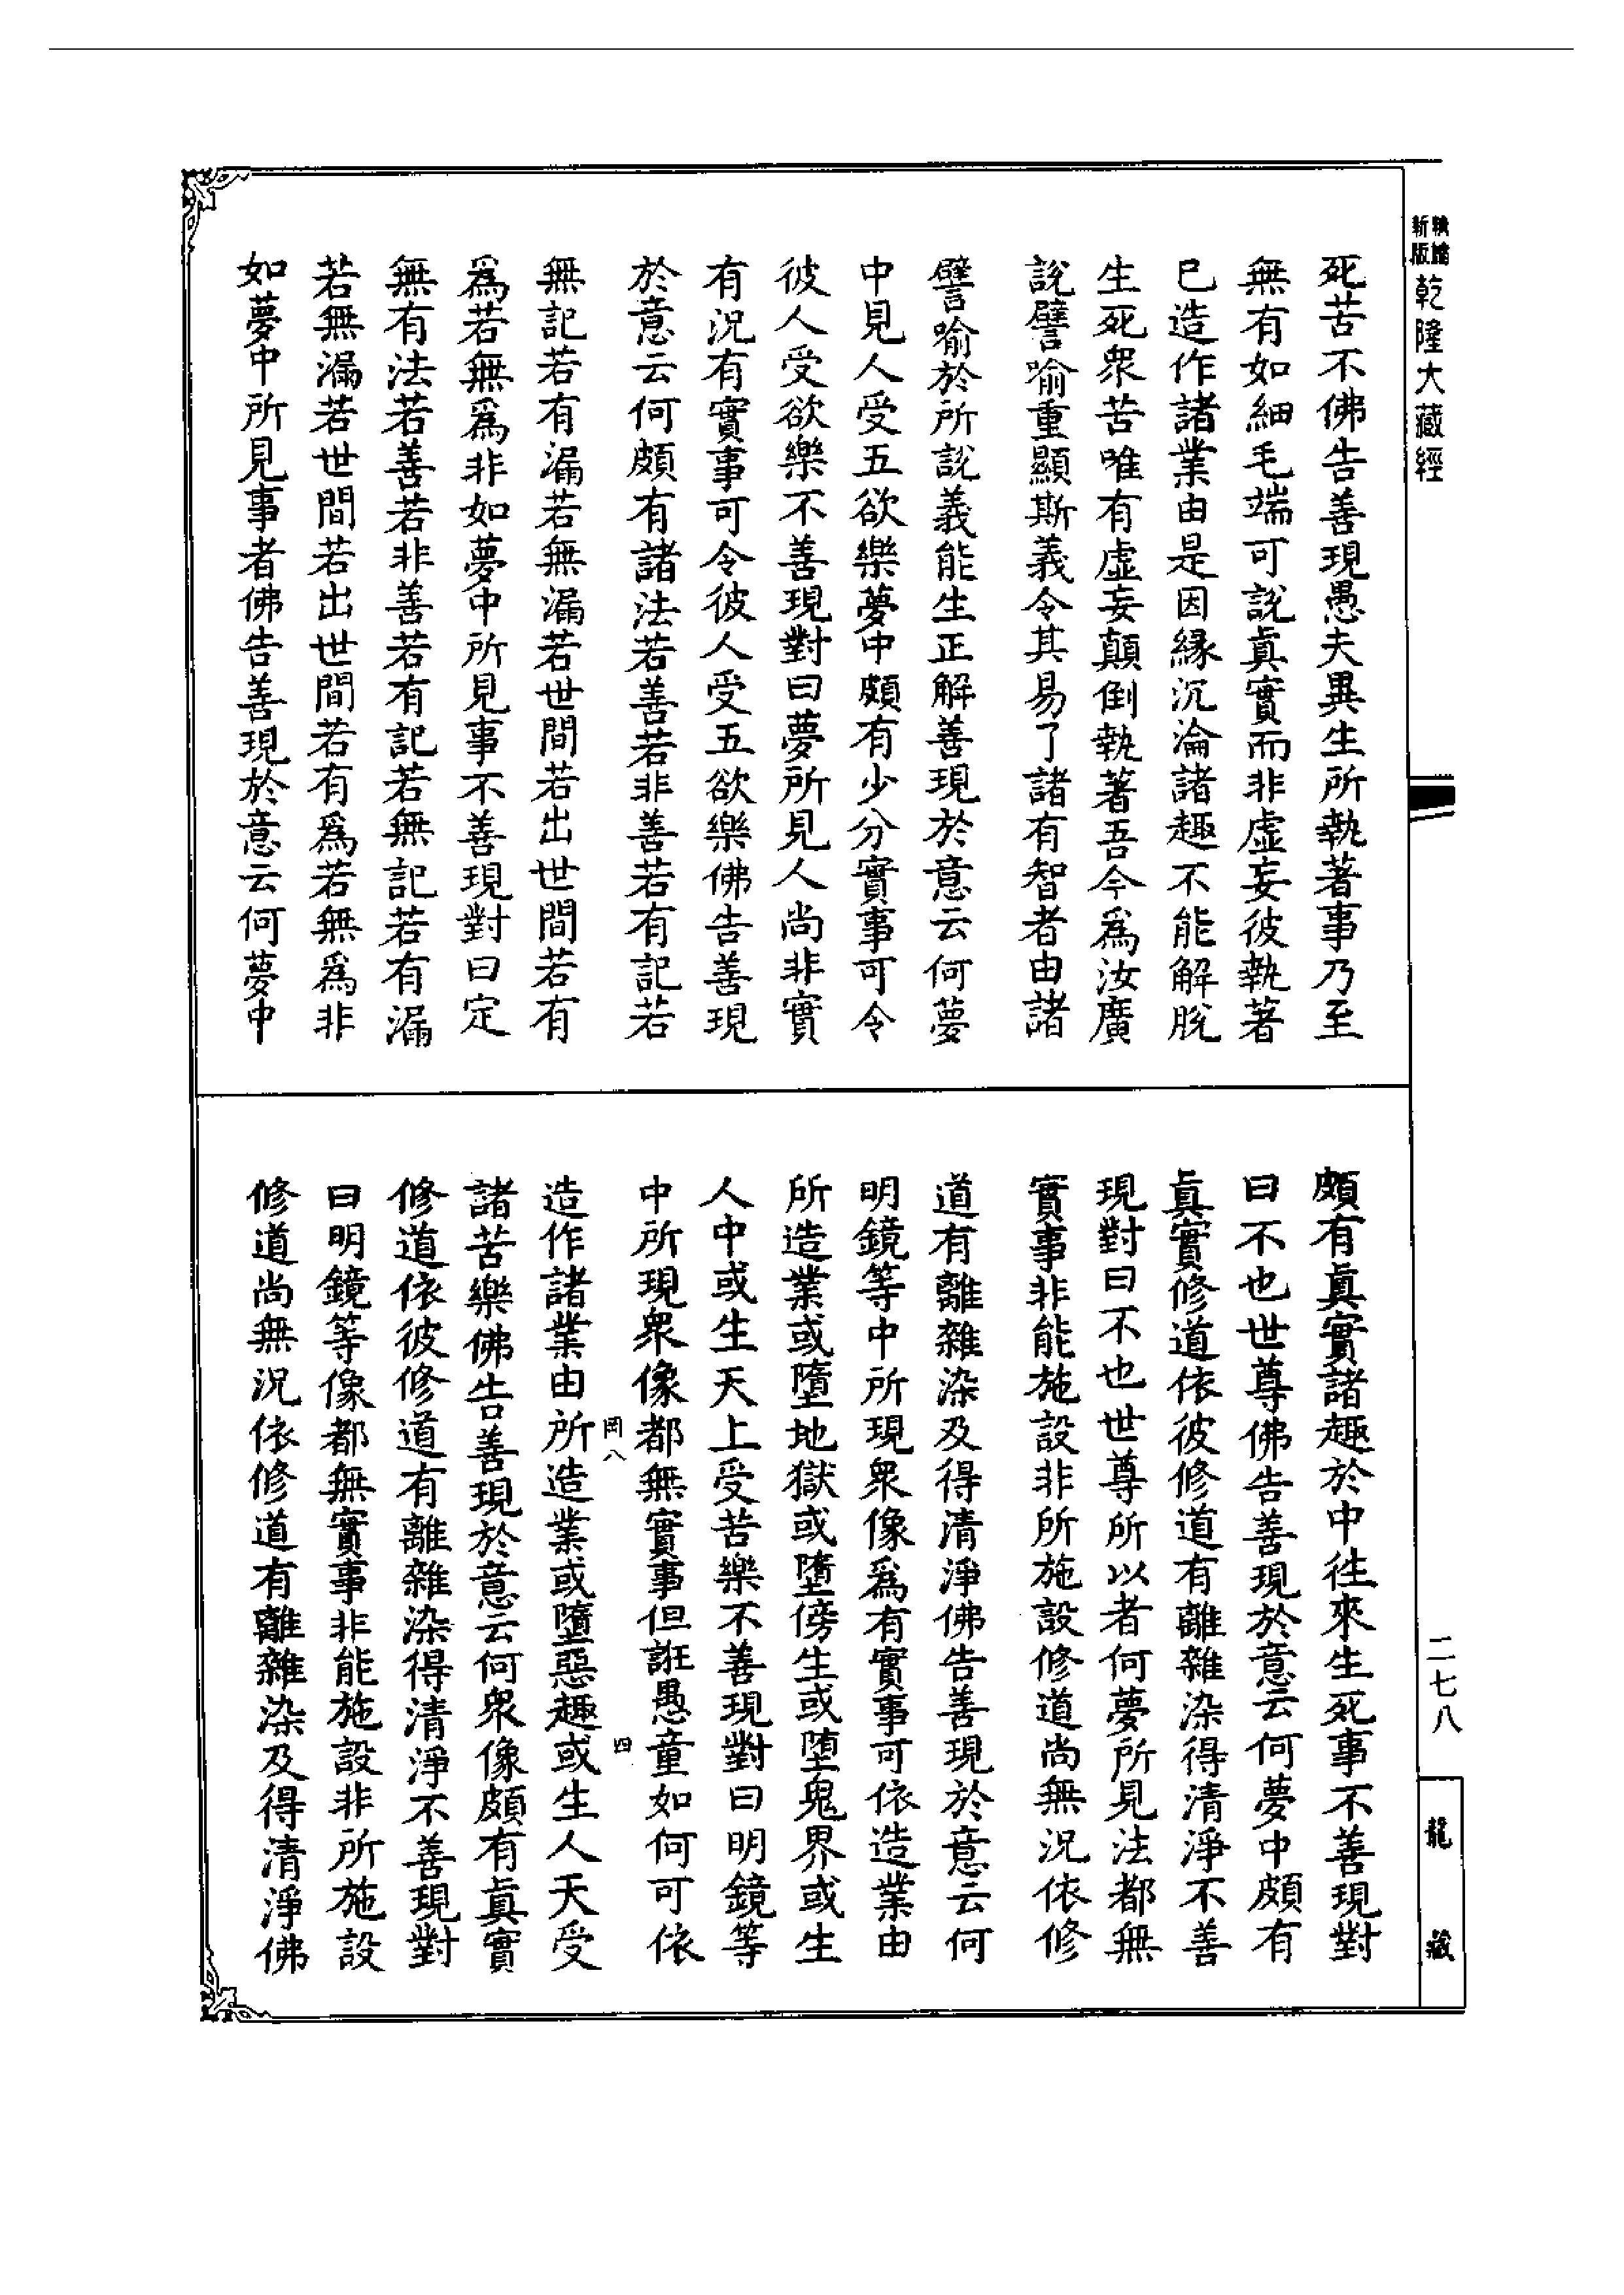 新版
乾隆大藏經
死苦不佛告善現愚夫異生所執著事乃至
無有如細毛端可說眞實而非虛妄彼執著
已造作諸業由是因緣沉淪諸趣不能解脫
生死衆苦唯有虛妄顛倒執著吾今爲汝廣
說譬喻重顯斯義令其易了諸有智者由諸
譬喻於所說義能生正解善現於意云何夢
中見人受五欲樂夢中頗有少分實事可令
彼人受欲樂不善現對曰夢所見人尚非實
有況有實事可令彼人受五欲樂佛告善現
於意云何頗有諸法若善若非善若有記若
無記若有漏若無漏若世間若出世間若有
爲若無爲非如夢中所見事不善現對曰定
無有法若善若非善若有記若無記若有漏
若無漏若世間若出世間若有爲若無爲非
如夢中所見事者佛告善現於意云何夢中
頗有眞實諸趣於中徃來生死事不善現對
曰不也世尊佛告善現於意云何夢中頗有
眞實修道依彼修道有離雜染得清淨不善
現對曰不也世尊所以者何夢所見法都無
實事非能施設非所施設修道尚無況依修
道有離雜染及得清淨佛告善現於意云何
明鏡等中所現衆像爲有實事可依造業由
所造業或墮地獄或墮傍生或墮鬼界或生
人中或生天上受苦樂不善現對曰明鏡等
中所現衆像都無實事但誑愚童如何可依
岡八
四
造作諸業由所造業或墮惡趣或生人天受
諸苦樂佛告善現於意云何衆像頗有眞實
修道依彼修道有離雜染得清淨不善現對
曰明鏡等像都無實事非能施設非所施設
修道尚無況依修道有離雜染及得清淨佛
二七八
龍藏